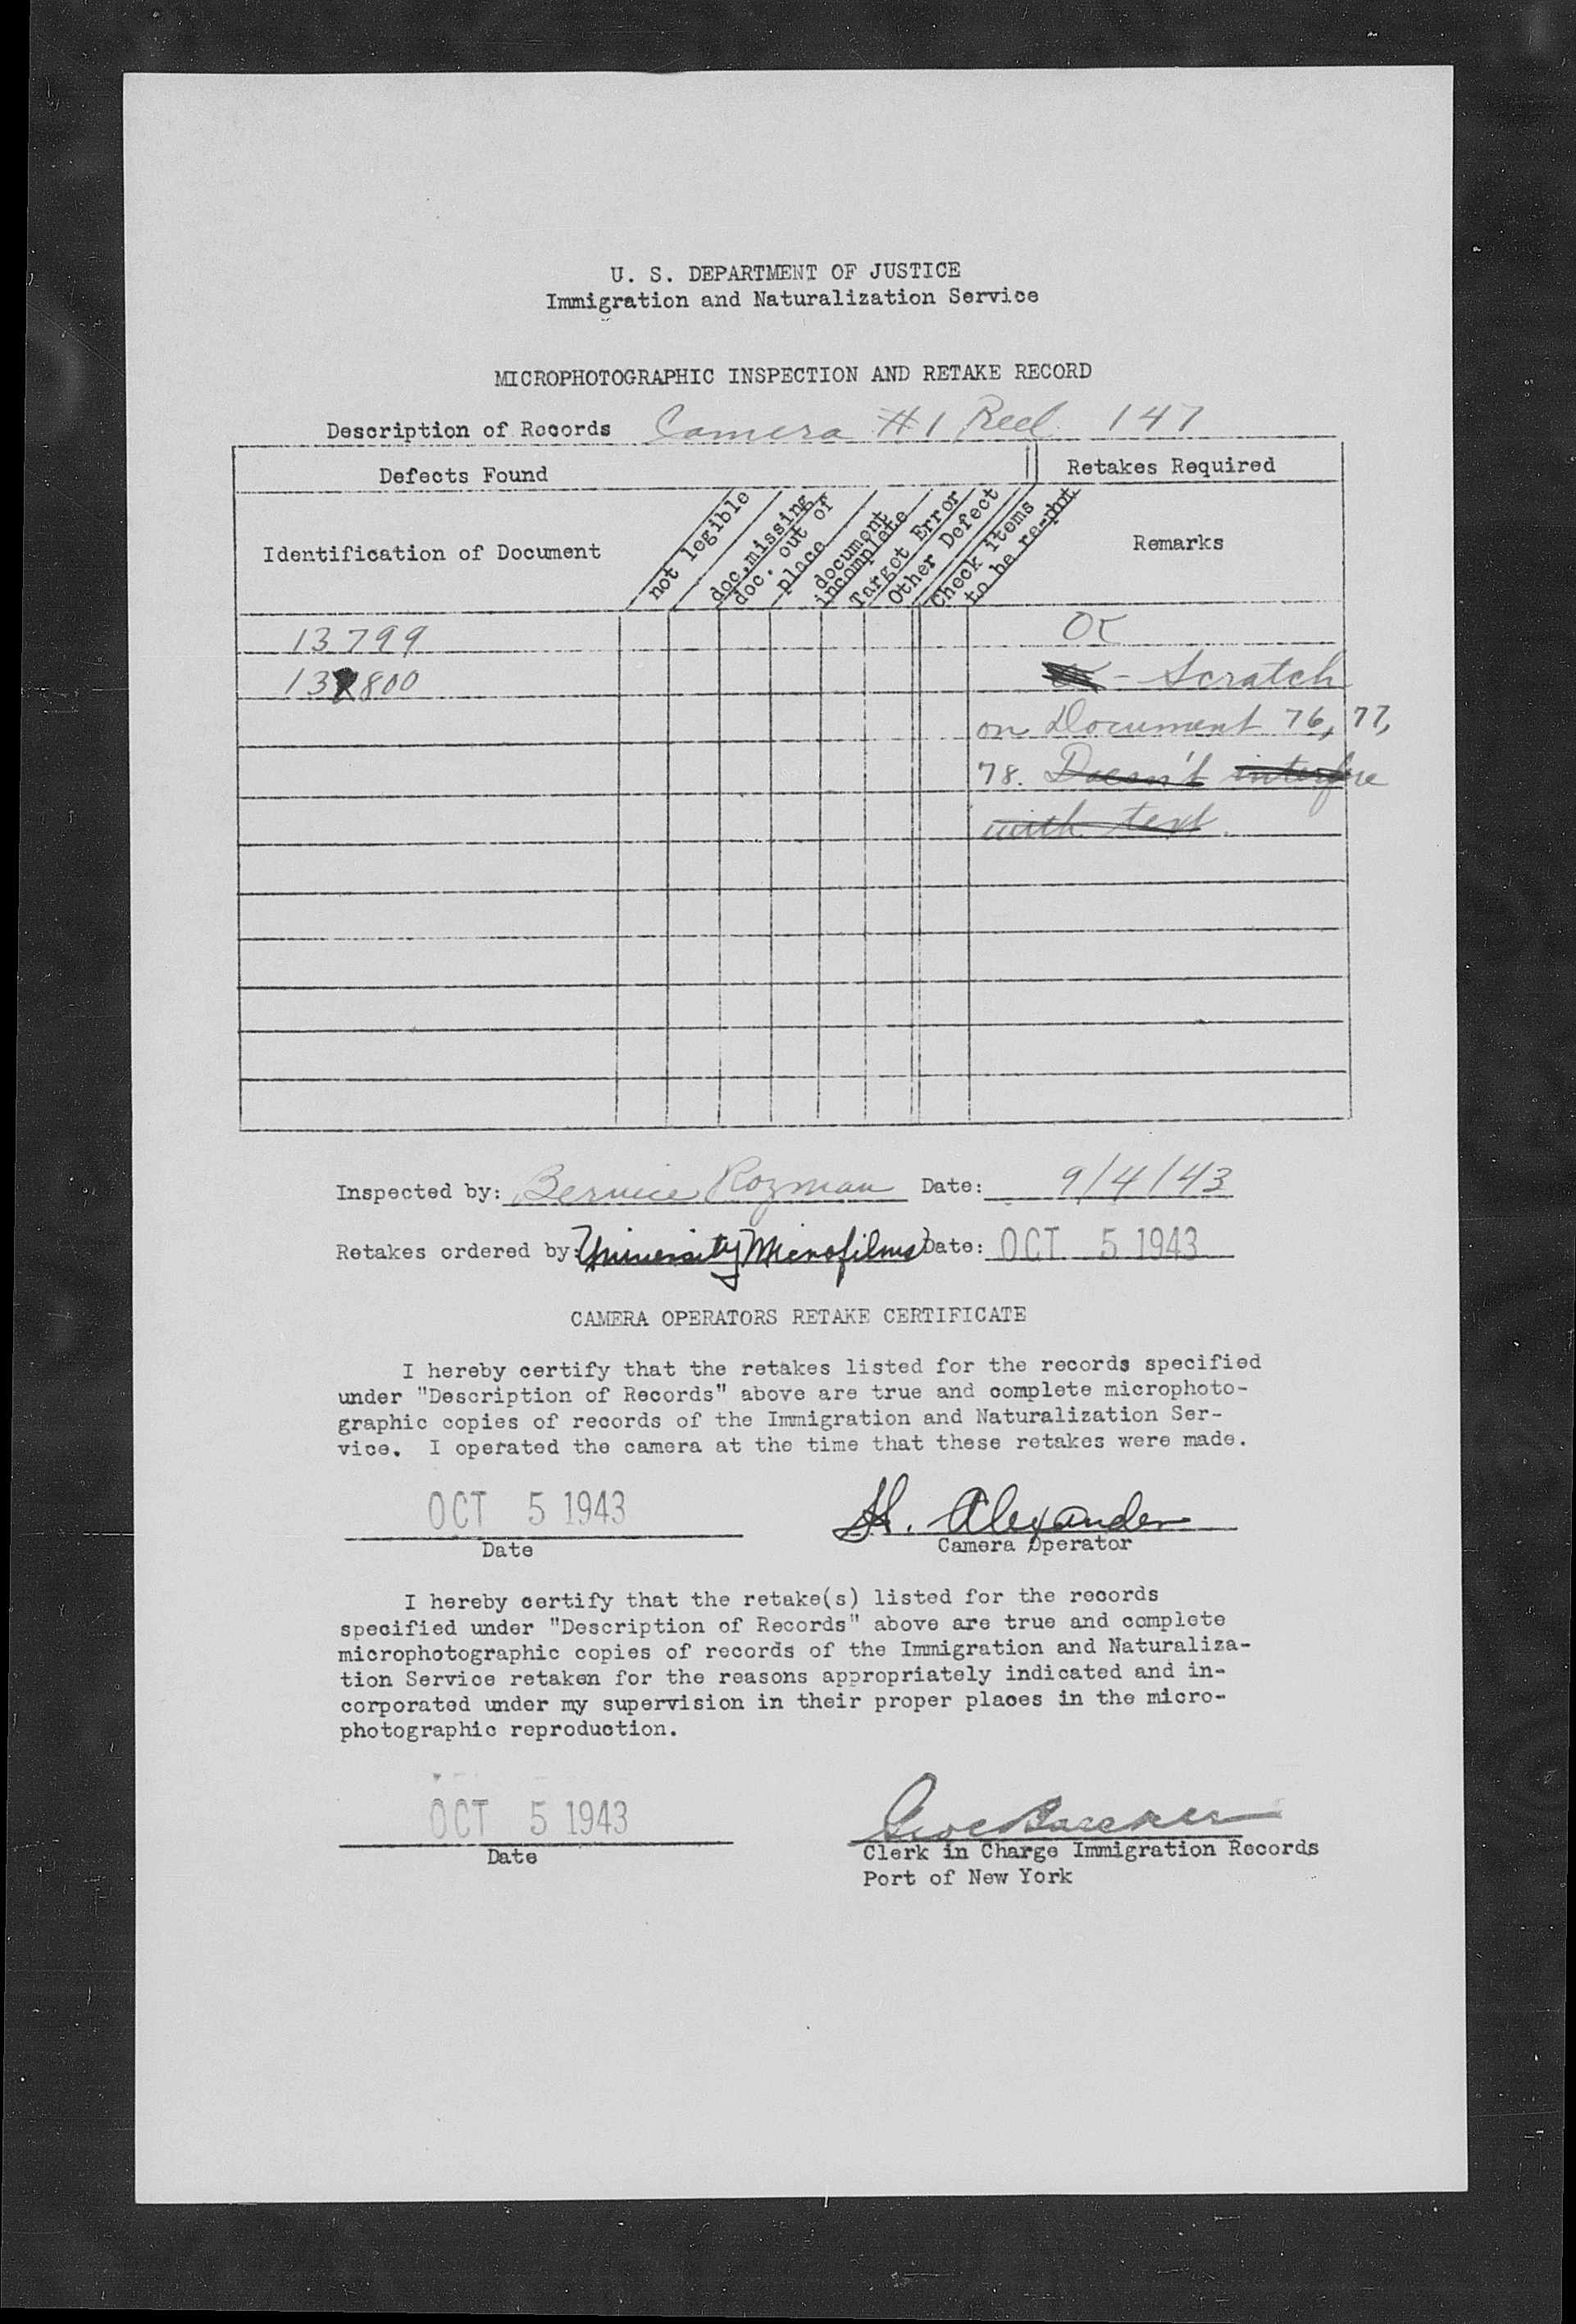 U. S. DEPARTMENT OF JUSTICE
Immigration and Naturalization Service
MICROPHOTOGRAPHIC INSPECTION AND RETAKE RECORD
Description of Records Camera #1 Reel 147
Defects Found
Retakes Required
Identification of Document
not legible
doc. missing
doc. out of
place
document
incomplete
Target Error
Other Defect
Check items
to be re-phot
Remarks
13799 OK
13800 - Scratch
on Document 76, 77,
78. Doesn't interfere
with text.
Inspected by: Bernice Rozman Date: 9/4/43
Retakes ordered by: University Microfilms Date: OCT 5 1943
CAMERA OPERATORS RETAKE CERTIFICATE
I hereby certify that the retakes listed for the records specified
under "Description of Records" above are true and complete microphoto-
graphic copies of records of the Immigration and Naturalization Ser-
vice. I operated the camera at the time that these retakes were made.
OCT 5 1943 H. Alexander
Date Camera Operator
I hereby certify that the retake(s) listed for the records
specified under "Description of Records" above are true and complete
microphotographic copies of records of the Immigration and Naturaliza-
tion Service retaken for the reasons appropriately indicated and in-
corporated under my supervision in their proper places in the micro-
photographic reproduction.
OCT 5 1943
Date
Clerk in Charge Immigration Records
Port of New York